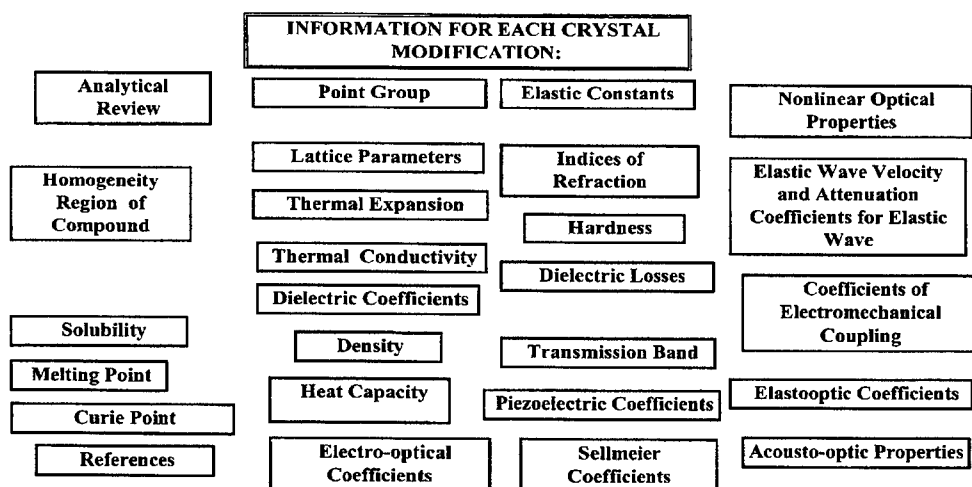 INFORMATION FOR EACH CRYSTAL
MODIFICATION:
Analytical
Review
Homogeneity
Region of
Compound
Solubility
Melting Point
Curie Point
References
Point Group
Lattice Parameters
Thermal Expansion
Thermal Conductivity
Dielectric Coefficients
Density
Heat Capacity
Electro-optical
Coefficients
Elastic Constants
Indices of
Refraction
Hardness
Dielectric Losses
Transmission Band
Piezoelectric Coefficients
Sellmeier
Coefficients
Nonlinear Optical
Properties
Elastic Wave Velocity
and Attenuation
Coefficients for Elastic
Wave
Coefficients of
Electromechanical
Coupling
Elastooptic Coefficients
Acousto-optic Properties